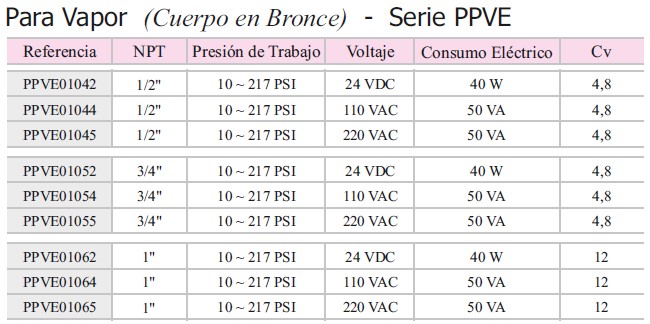 Para Vapor (Cuerpo en Bronce) - Serie PPVE
Referencia NPT Presión de Trabajo Voltaje Consumo Eléctrico Cv
PPVE01042 1/2" 10 ~ 217 PSI 24 VDC 40 W 4,8
PPVE01044 1/2" 10 ~ 217 PSI 110 VAC 50 VA 4,8
PPVE01045 1/2" 10 ~ 217 PSI 220 VAC 50 VA 4,8
PPVE01052 3/4" 10 ~ 217 PSI 24 VDC 40 W 4,8
PPVE01054 3/4" 10 ~ 217 PSI 110 VAC 50 VA 4,8
PPVE01055 3/4" 10 ~ 217 PSI 220 VAC 50 VA 4,8
PPVE01062 1" 10 ~ 217 PSI 24 VDC 40 W 12
PPVE01064 1" 10 ~ 217 PSI 110 VAC 50 VA 12
PPVE01065 1" 10 ~ 217 PSI 220 VAC 50 VA 12